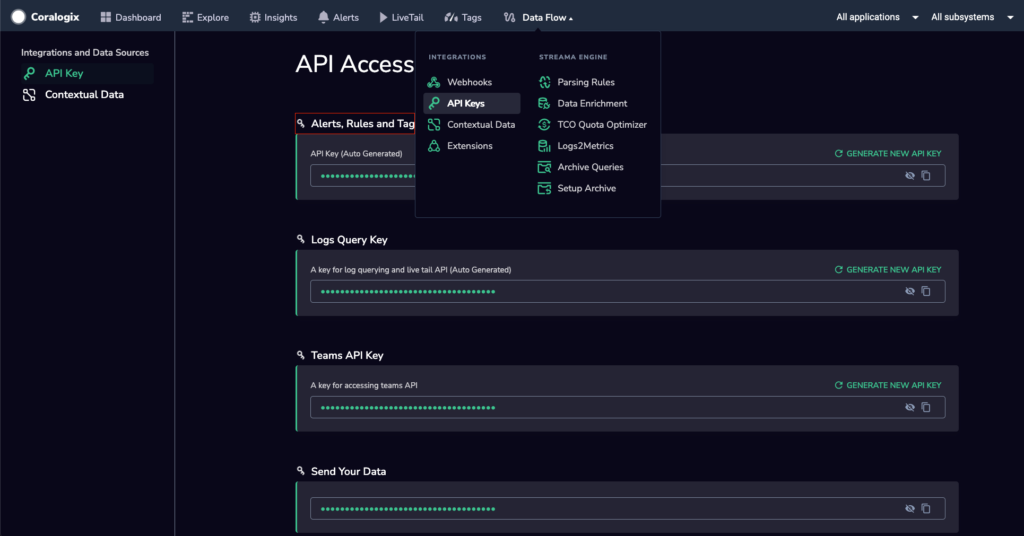 Coralogix
Dashboard
Explore
Insights
Alerts
LiveTail
Tags
Data Flow
All applications
All subsystems
Integrations and Data Sources
API Key
Contextual Data
API Access
INTEGRATIONS
Webhooks
API Keys
Contextual Data
Extensions
STREAMA ENGINE
Parsing Rules
Data Enrichment
TCO Quota Optimizer
Logs2Metrics
Archive Queries
Setup Archive
Alerts, Rules and Tag
API Key (Auto Generated)
GENERATE NEW API KEY
Logs Query Key
A key for log querying and live tail API (Auto Generated)
GENERATE NEW API KEY
Teams API Key
A key for accessing teams API
GENERATE NEW API KEY
Send Your Data